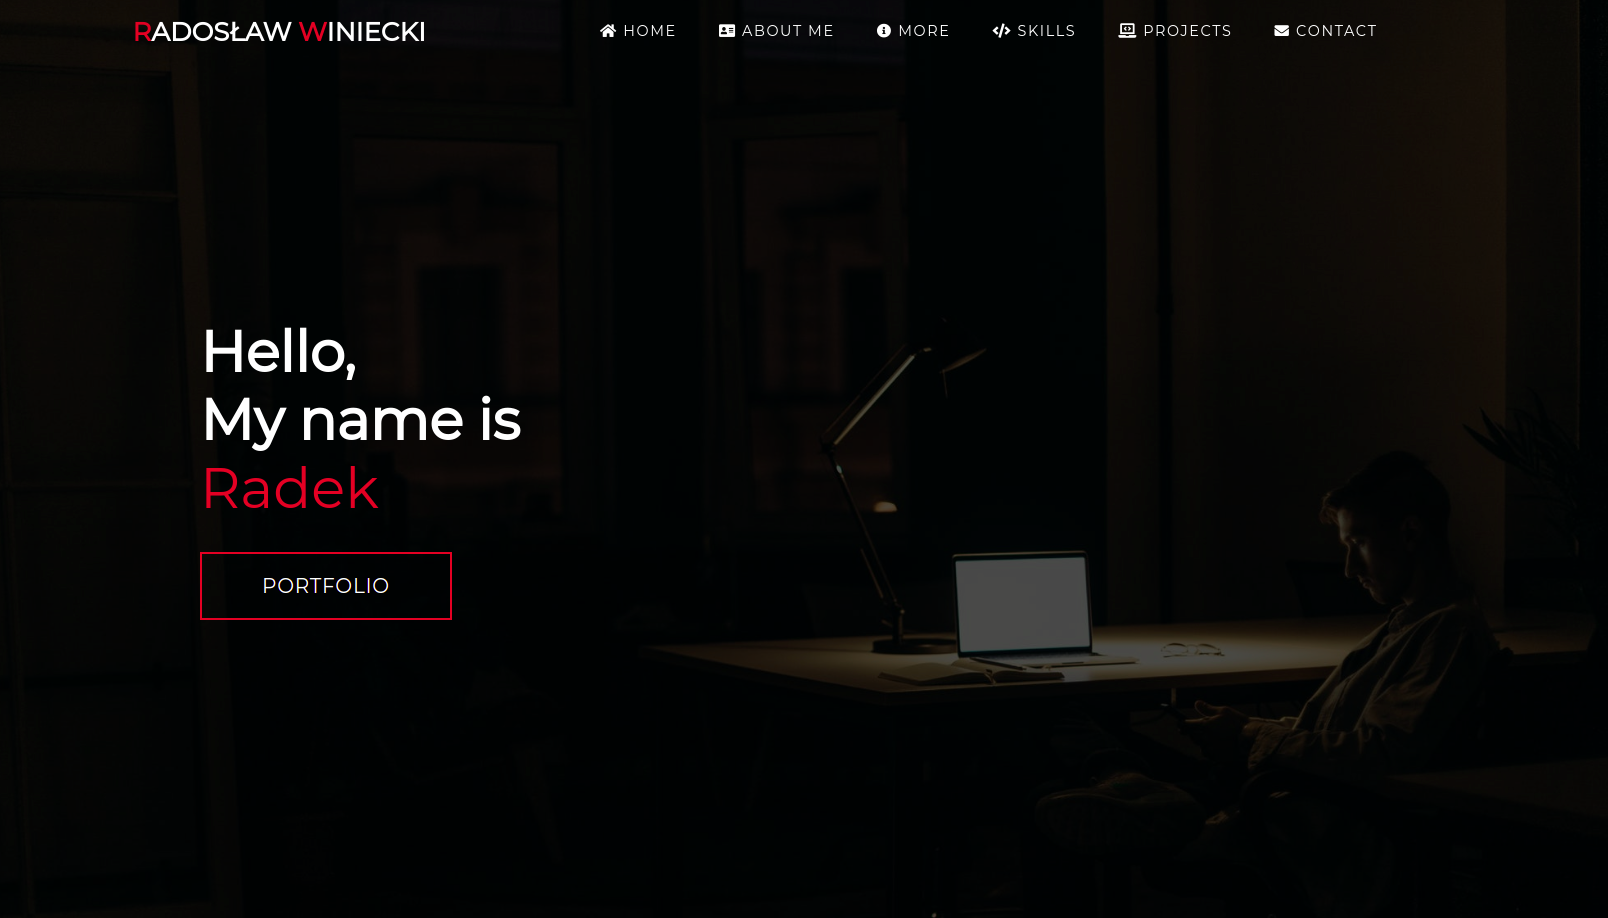 RADOSŁAW WINIECKI
HOME ABOUT ME MORE SKILLS PROJECTS CONTACT
Hello,
My name is
Radek
PORTFOLIO